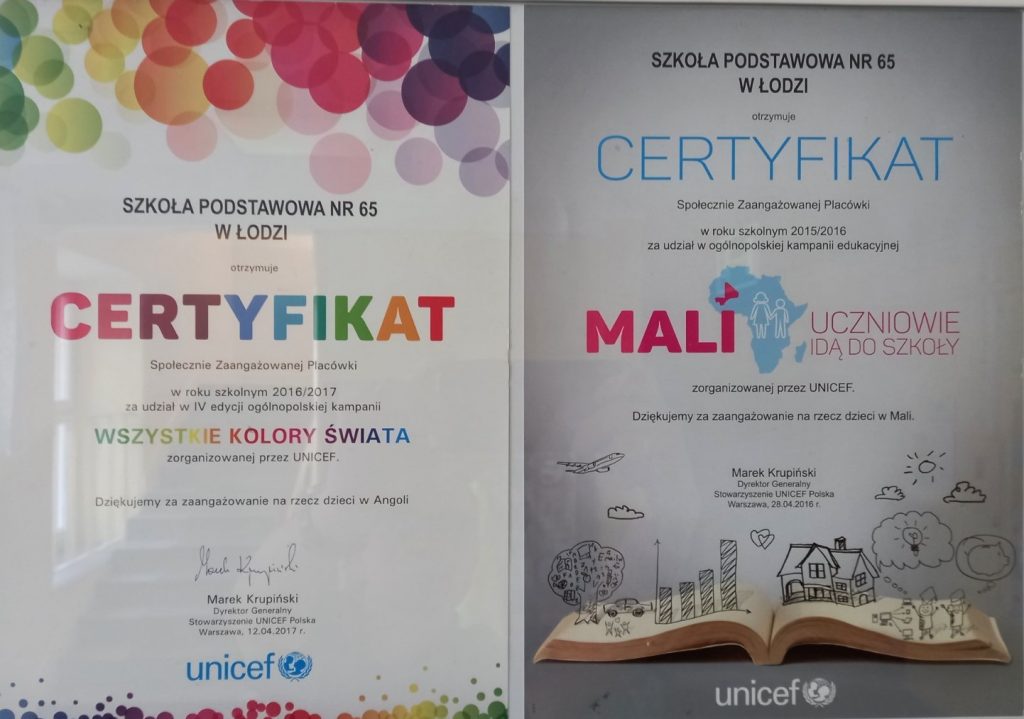 SZKOŁA PODSTAWOWA NR 65
W ŁODZI
otrzymuje
CERTYFIKAT
Społecznie Zaangażowanej Placówki
w roku szkolnym 2016/2017
za udział w IV edycji ogólnopolskiej kampanii
WSZYSTKIE KOLORY ŚWIATA
zorganizowanej przez UNICEF.
Dziękujemy za zaangażowanie na rzecz dzieci w Angoli
Marek Krupiński
Marek Krupiński
Dyrektor Generalny
Stowarzyszenie UNICEF Polska
Warszawa, 12.04.2017 r.
unicef
SZKOŁA PODSTAWOWA NR 65
W ŁODZI
otrzymuje
CERTYFIKAT
Społecznie Zaangażowanej Placówki
w roku szkolnym 2015/2016
za udział w ogólnopolskiej kampanii edukacyjnej
MALI
UCZNIOWIE
IDĄ DO SZKOŁY
zorganizowanej przez UNICEF.
Dziękujemy za zaangażowanie na rzecz dzieci w Mali.
Marek Krupiński
Dyrektor Generalny
Stowarzyszenie UNICEF Polska
Warszawa, 28.04.2016 r.
unicef